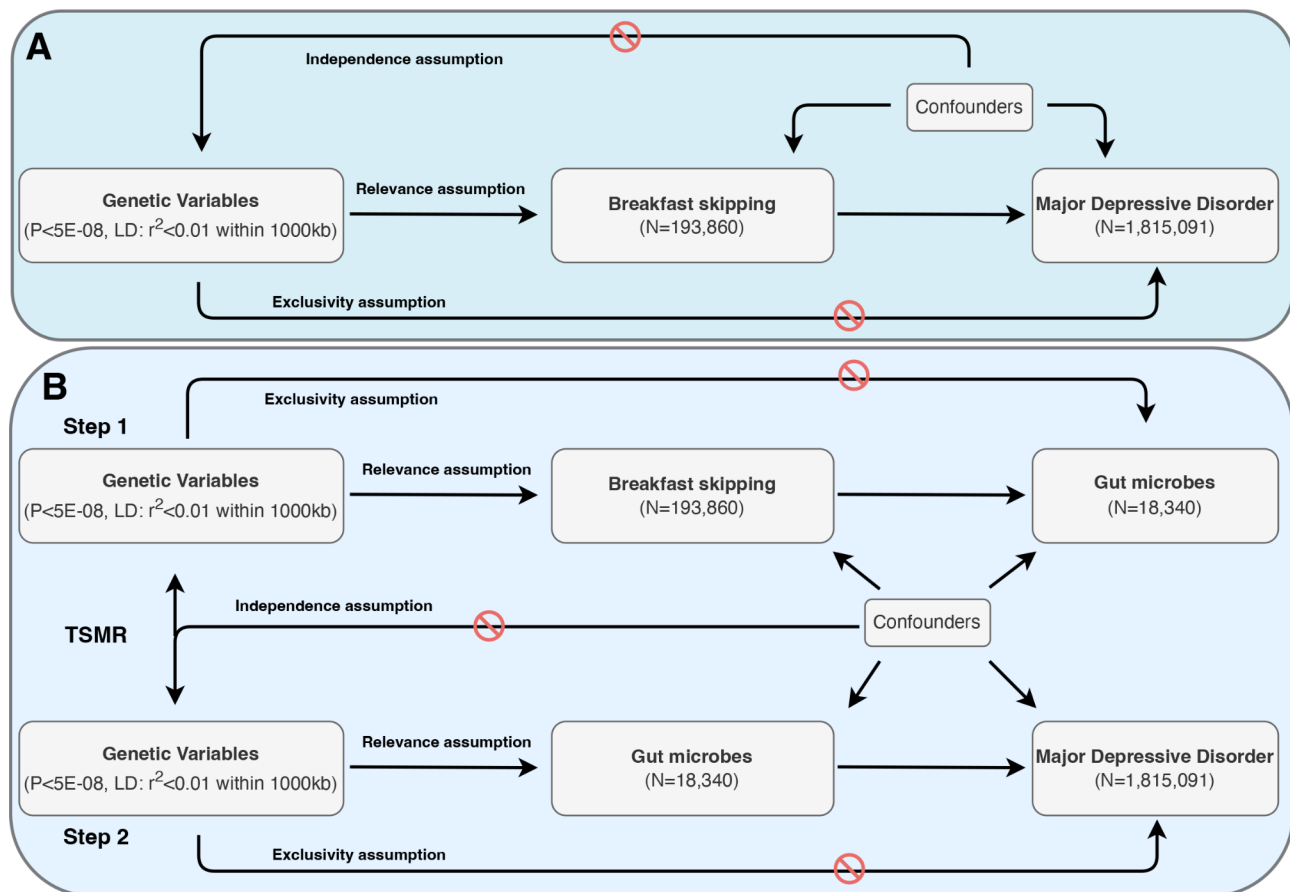 A
Independence assumption
Confounders
Genetic Variables
(P<5E-08, LD: r²<0.01 within 1000kb)
Relevance assumption
Breakfast skipping
(N=193,860)
Major Depressive Disorder
(N=1,815,091)
Exclusivity assumption
B
Exclusivity assumption
Step 1
Genetic Variables
(P<5E-08, LD: r²<0.01 within 1000kb)
Relevance assumption
Breakfast skipping
(N=193,860)
Gut microbes
(N=18,340)
Independence assumption
TSMR
Confounders
Genetic Variables
(P<5E-08, LD: r²<0.01 within 1000kb)
Relevance assumption
Gut microbes
(N=18,340)
Major Depressive Disorder
(N=1,815,091)
Step 2
Exclusivity assumption